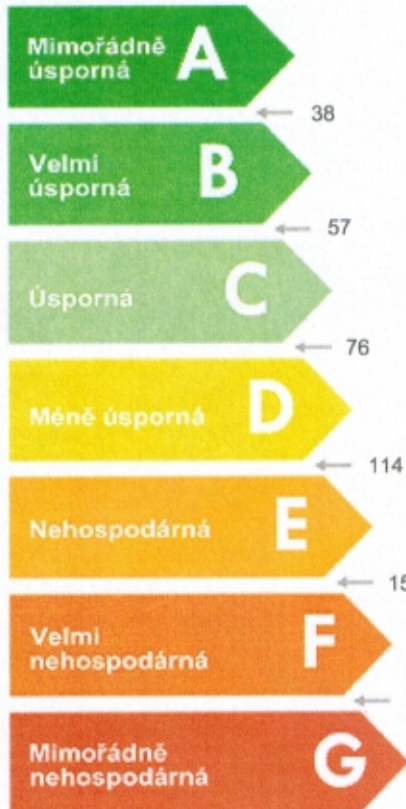 Mimořádně
úsporná A
38
Velmi
úsporná B
57
Úsporná C
76
Méně úsporná D
114
Nehospodárná E
Velmi
nehospodárná F
Mimořádně
nehospodárná G